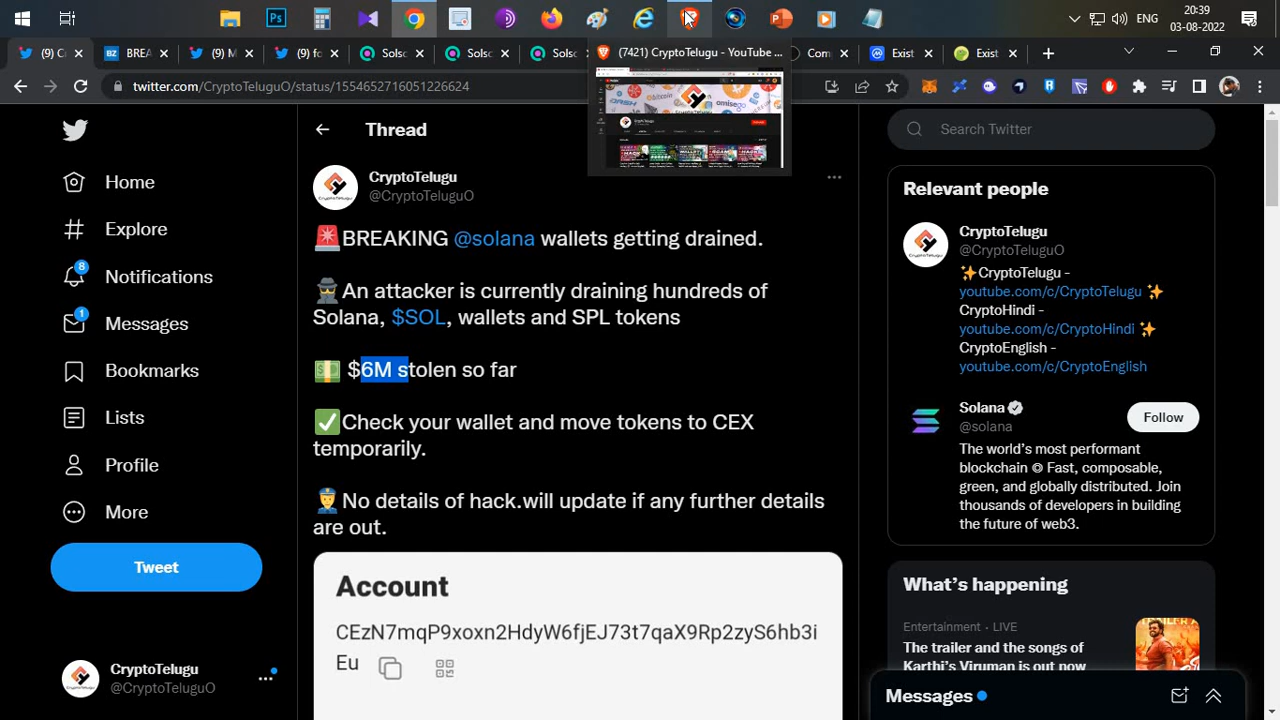 ENG
20:39
03-08-2022
(9) C
BREA
(9) M
(9) fo
Solsc
Solsc
Solsc
Com
Exist
Exist
(7421) CryptoTelugu - YouTube ...
twitter.com/CryptoTeluguO/status/1554652716051226624
Home
Explore
8
Notifications
1
Messages
Bookmarks
Lists
Profile
More
Tweet
CryptoTelugu
@CryptoTeluguO
Thread
CryptoTelugu
@CryptoTeluguO
🚨BREAKING @solana wallets getting drained.
🕵️An attacker is currently draining hundreds of
Solana, $SOL, wallets and SPL tokens
💵 $6M stolen so far
✅Check your wallet and move tokens to CEX
temporarily.
👮No details of hack.will update if any further details
are out.
Account
CEzN7mqP9xoxn2HdyW6fjEJ73t7qaX9Rp2zyS6hb3i
Eu
Search Twitter
Relevant people
CryptoTelugu
@CryptoTeluguO
✨CryptoTelugu -
youtube.com/c/CryptoTelugu ✨
CryptoHindi -
youtube.com/c/CryptoHindi ✨
CryptoEnglish -
youtube.com/c/CryptoEnglish
Solana
@solana
Follow
The world’s most performant
blockchain © Fast, composable,
green, and globally distributed. Join
thousands of developers in building
the future of web3.
What’s happening
Entertainment · LIVE
The trailer and the songs of
Karthi’s Viruman is out now
Messages